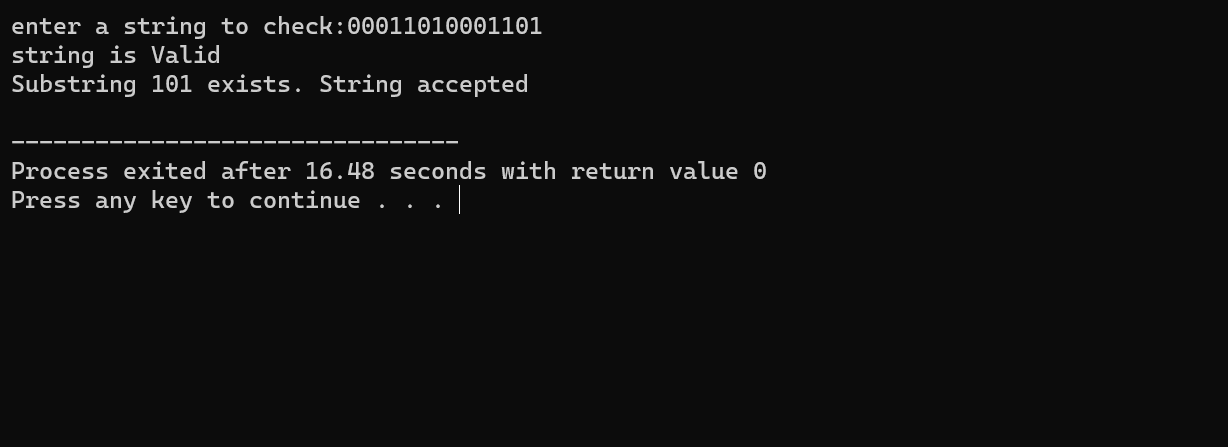 enter a string to check:00011010001101
string is Valid
Substring 101 exists. String accepted
--------------------------------
Process exited after 16.48 seconds with return value 0
Press any key to continue . . .